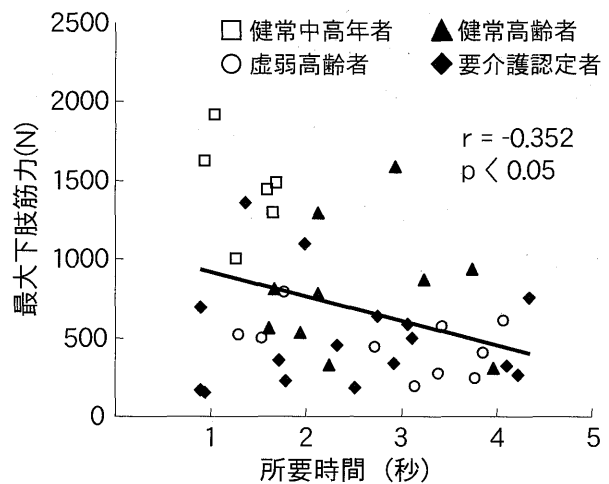 □健常中高年者 ▲健常高齢者
○虚弱高齢者 ◆要介護認定者
r = -0.352
p < 0.05
最大下肢筋力(N)
2500
2000
1500
1000
500
0
1 2 3 4 5
所要時間 (秒)